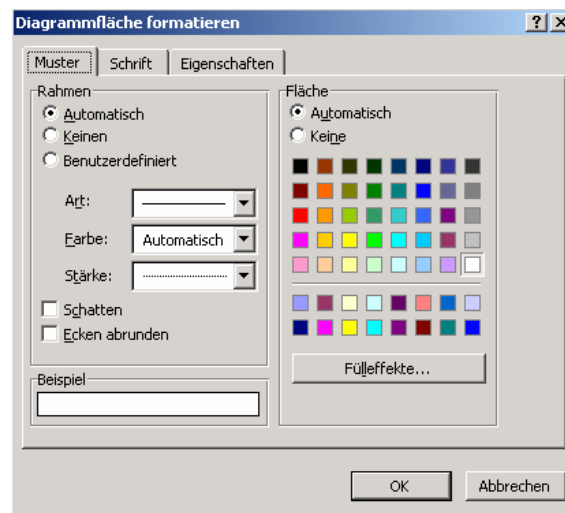 Diagrammfläche formatieren
Muster
Schrift
Eigenschaften
Rahmen
Automatisch
Keinen
Benutzerdefiniert
Art:
Farbe: Automatisch
Stärke:
Schatten
Ecken abrunden
Beispiel
Fläche
Automatisch
Keine
Fülleffekte...
OK
Abbrechen